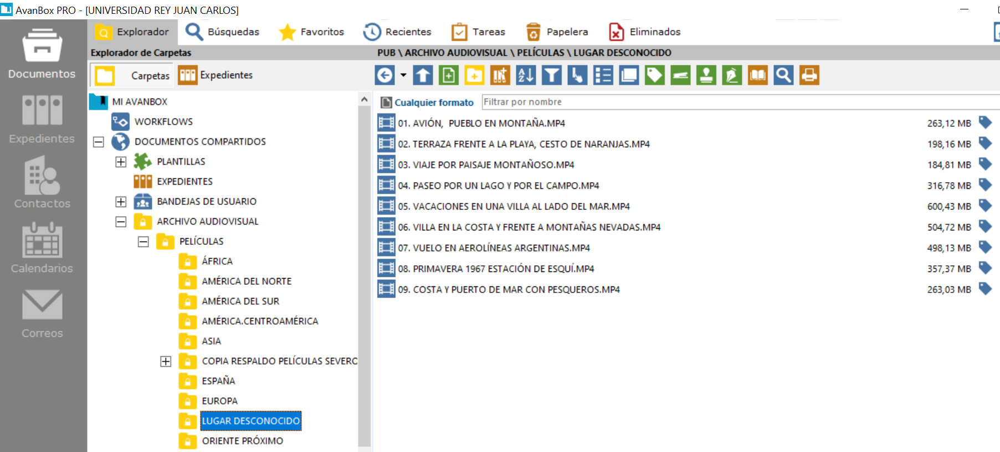 AvanBox PRO - [UNIVERSIDAD REY JUAN CARLOS]
Documentos
Expedientes
Contactos
Calendarios
Correos
Explorador
Búsquedas
Favoritos
Recientes
Tareas
Papelera
Eliminados
Explorador de Carpetas
Carpetas
Expedientes
MI AVANBOX
WORKFLOWS
DOCUMENTOS COMPARTIDOS
PLANTILLAS
EXPEDIENTES
BANDEJAS DE USUARIO
ARCHIVO AUDIOVISUAL
PELÍCULAS
ÁFRICA
AMÉRICA DEL NORTE
AMÉRICA DEL SUR
AMÉRICA.CENTROAMÉRICA
ASIA
COPIA RESPALDO PELÍCULAS SEVERO
ESPAÑA
EUROPA
LUGAR DESCONOCIDO
ORIENTE PRÓXIMO
PUB \ ARCHIVO AUDIOVISUAL \ PELÍCULAS \ LUGAR DESCONOCIDO
A
Z
Cualquier formato
Filtrar por nombre
01. AVIÓN,  PUEBLO EN MONTAÑA.MP4 263,12 MB
02. TERRAZA FRENTE A LA PLAYA, CESTO DE NARANJAS.MP4 198,16 MB
03. VIAJE POR PAISAJE MONTAÑOSO.MP4 184,81 MB
04. PASEO POR UN LAGO Y POR EL CAMPO.MP4 316,78 MB
05. VACACIONES EN UNA VILLA AL LADO DEL MAR.MP4 600,43 MB
06. VILLA EN LA COSTA Y FRENTE A MONTAÑAS NEVADAS.MP4 504,72 MB
07. VUELO EN AEROLÍNEAS ARGENTINAS.MP4 498,13 MB
08. PRIMAVERA 1967 ESTACIÓN DE ESQUÍ.MP4 357,37 MB
09. COSTA Y PUERTO DE MAR CON PESQUEROS.MP4 263,03 MB